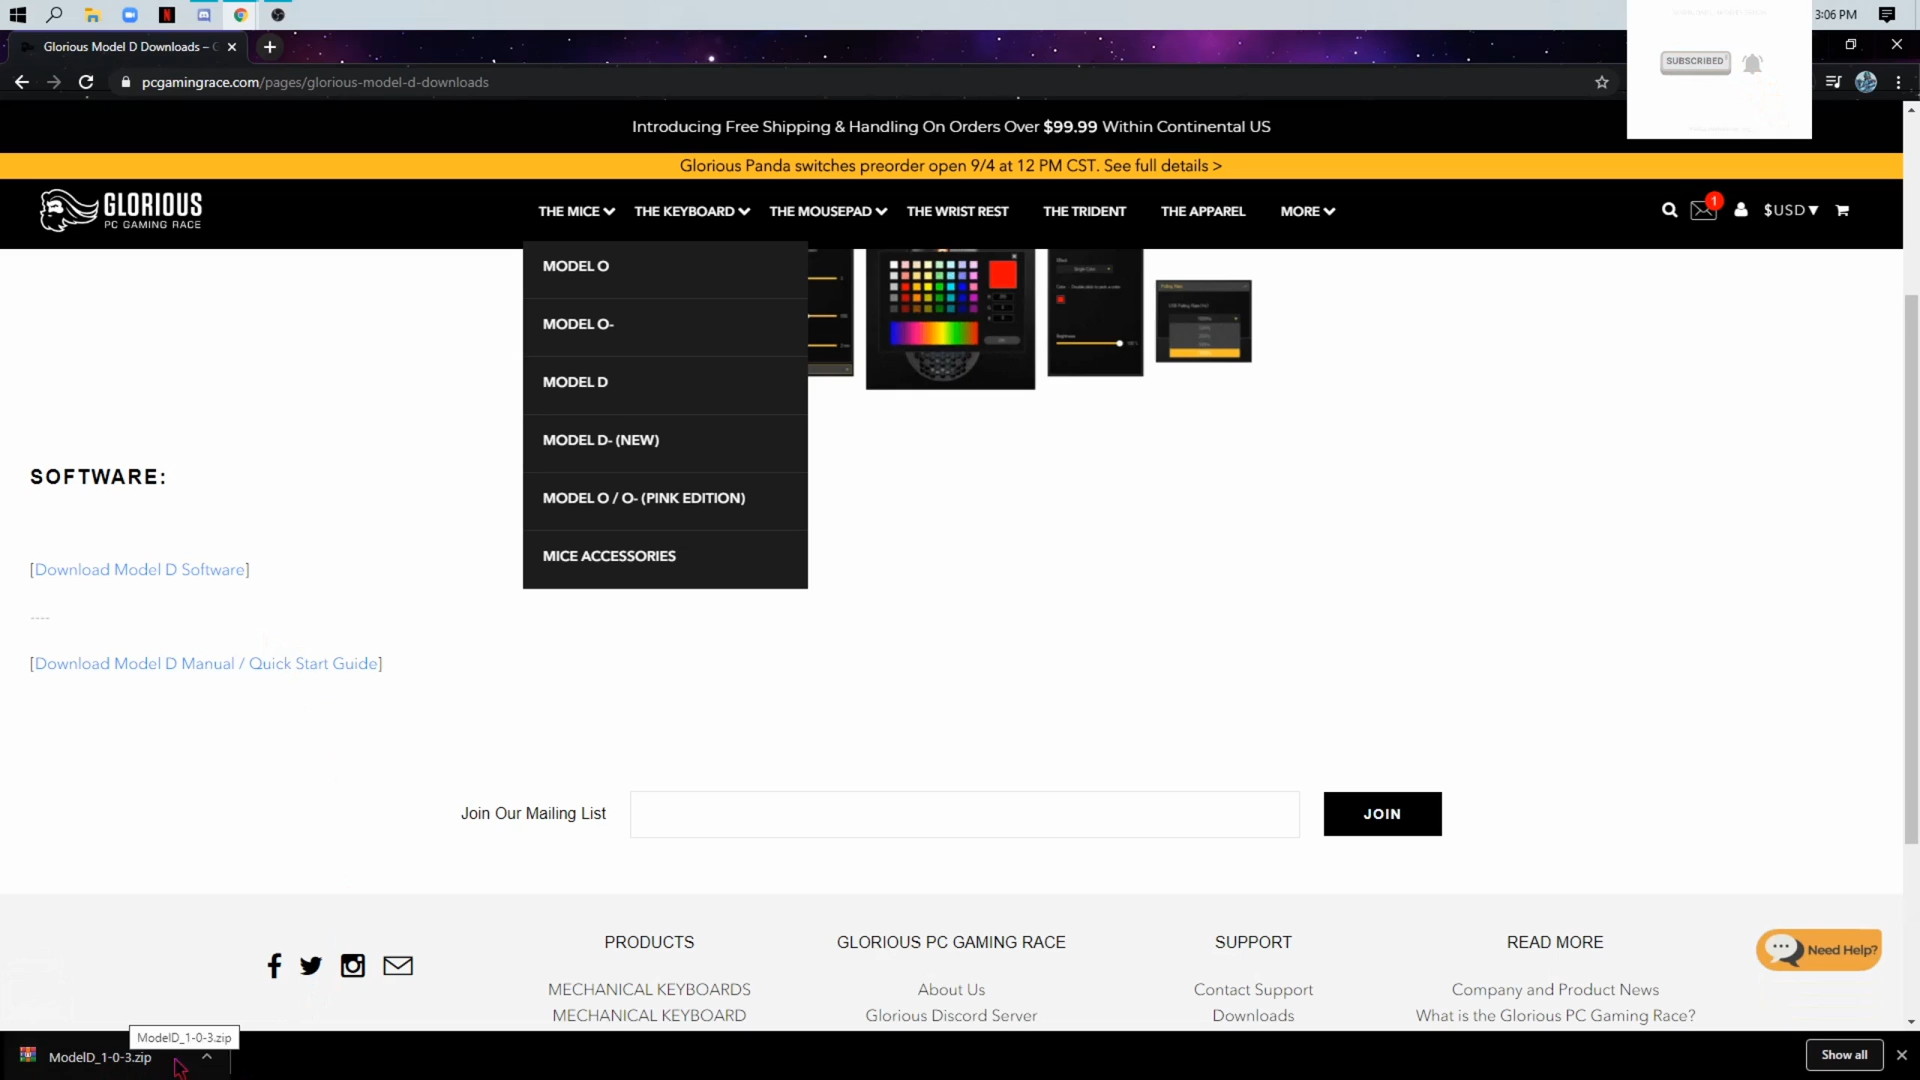 3:06 PM
Glorious Model D Downloads – G
SUBSCRIBED
pcgamingrace.com/pages/glorious-model-d-downloads
Introducing Free Shipping & Handling On Orders Over $99.99 Within Continental US
Glorious Panda switches preorder open 9/4 at 12 PM CST. See full details >
GLORIOUS
PC GAMING RACE
THE MICE THE KEYBOARD THE MOUSEPAD THE WRIST REST THE TRIDENT THE APPAREL MORE 1 $USD▼
MODEL O
MODEL O-
MODEL D
MODEL D- (NEW)
MODEL O / O- (PINK EDITION)
MICE ACCESSORIES
SOFTWARE:
[Download Model D Software]
----
[Download Model D Manual / Quick Start Guide]
Join Our Mailing List JOIN
PRODUCTS GLORIOUS PC GAMING RACE SUPPORT READ MORE
Need Help?
MECHANICAL KEYBOARDS About Us Contact Support Company and Product News
MECHANICAL KEYBOARD Glorious Discord Server Downloads What is the Glorious PC Gaming Race?
ModelD_1-0-3.zip
ModelD_1-0-3.zip
Show all